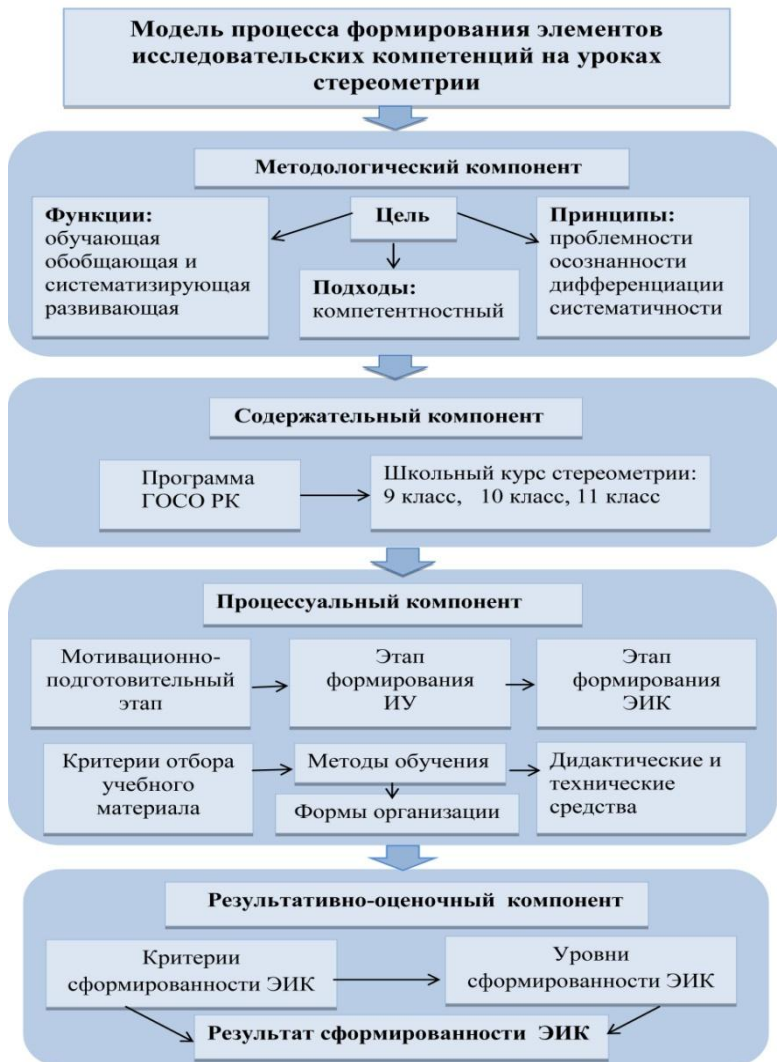 Модель процесса формирования элементов
исследовательских компетенций на уроках
стереометрии
Методологический компонент
Функции:
обучающая
обобщающая и
систематизирующая
развивающая
Цель
Подходы:
компетентностный
Принципы:
проблемности
осознанности
дифференциации
систематичности
Содержательный компонент
Программа
ГОСО РК
Школьный курс стереометрии:
9 класс, 10 класс, 11 класс
Процессуальный компонент
Мотивационно-
подготовительный
этап
Этап
формирования
ИУ
Этап
формирования
ЭИК
Критерии отбора
учебного
материала
Методы обучения
Формы организации
Дидактические и
технические
средства
Результативно-оценочный компонент
Критерии
сформированности ЭИК
Уровни
сформированности ЭИК
Результат сформированности ЭИК